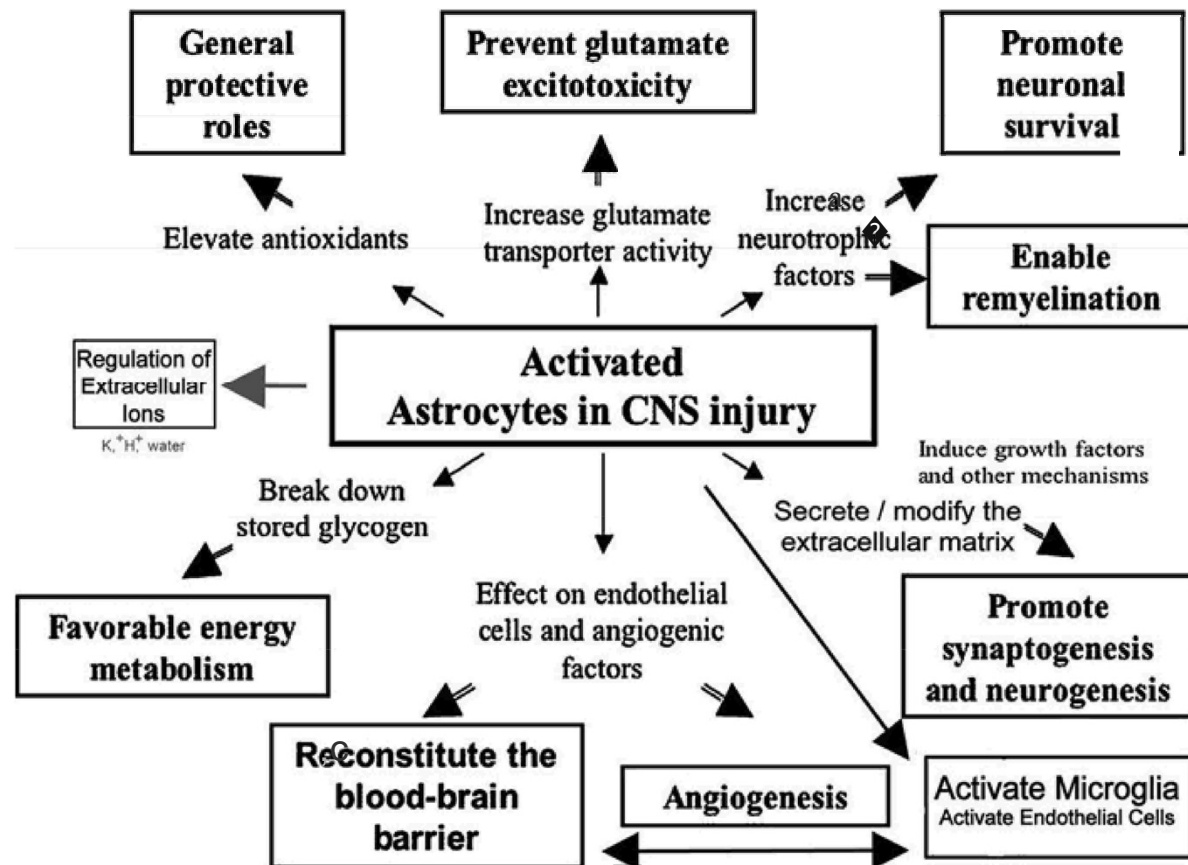 General
protective
roles
Prevent glutamate
excitotoxicity
Promote
neuronal
survival
Elevate antioxidants
Increase glutamate
transporter activity
Increase
neurotrophic
factors
Enable
remyelination
Regulation of
Extracellular
Ions
K,⁺H,⁺ water
Activated
Astrocytes in CNS injury
Break down
stored glycogen
Induce growth factors
and other mechanisms
Secrete / modify the
extracellular matrix
Favorable energy
metabolism
Effect on endothelial
cells and angiogenic
factors
Promote
synaptogenesis
and neurogenesis
Reconstitute the
blood-brain
barrier
Angiogenesis
Activate Microglia
Activate Endothelial Cells